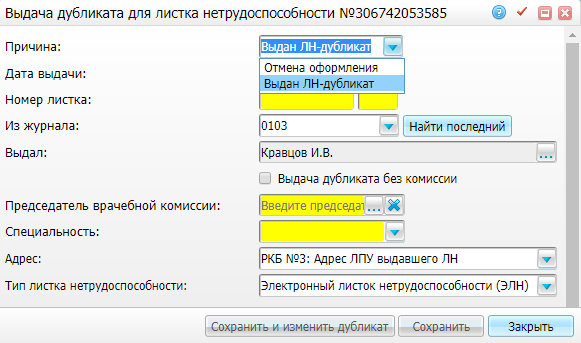 Выдача дубликата для листка нетрудоспособности №306742053585
Причина: Выдан ЛН-дубликат
Отмена оформления
Дата выдачи: Выдан ЛН-дубликат
Номер листка:
Из журнала: 0103 Найти последний
Выдал: Кравцов И.В. ...
Выдача дубликата без комиссии
Председатель врачебной комиссии: Введите председат ...
Специальность:
Адрес: РКБ №3: Адрес ЛПУ выдавшего ЛН
Тип листка нетрудоспособности: Электронный листок нетрудоспособности (ЭЛН)
Сохранить и изменить дубликат Сохранить Закрыть